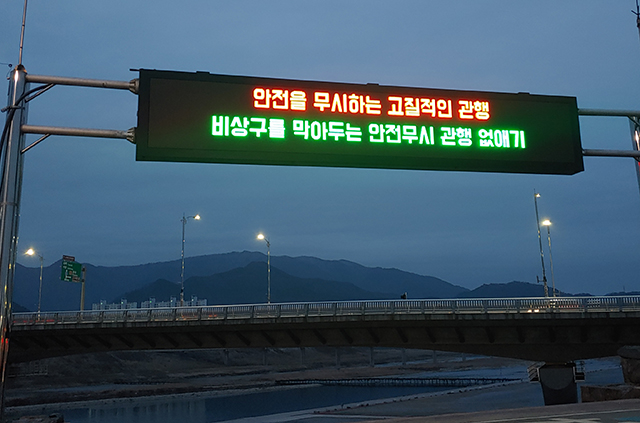 안전을 무시하는 고질적인 관행
비상구를 막아두는 안전무시 관행 없애기